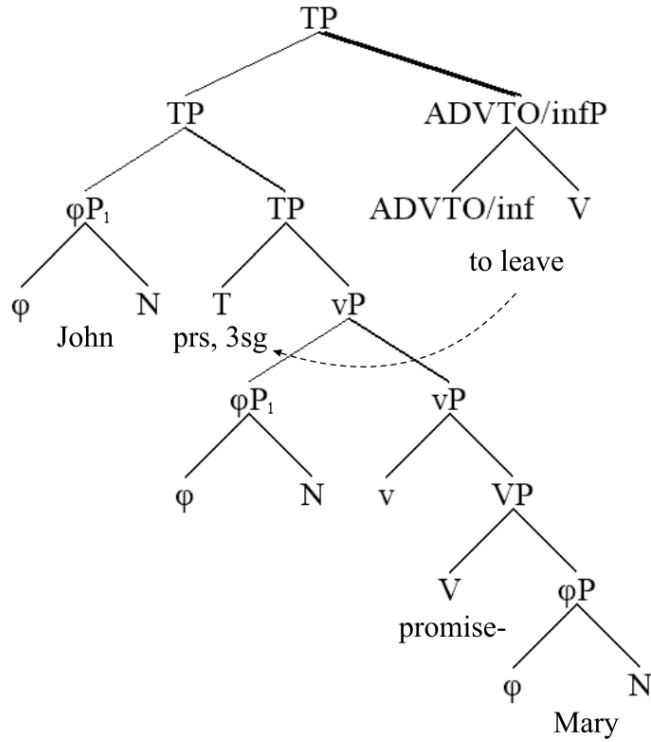 TP
TP ADVTO/infP
φP₁ TP ADVTO/inf V
to leave
φ N T vP
John prs, 3sg
φP₁ vP
φ N v VP
V φP
promise-
φ N
Mary